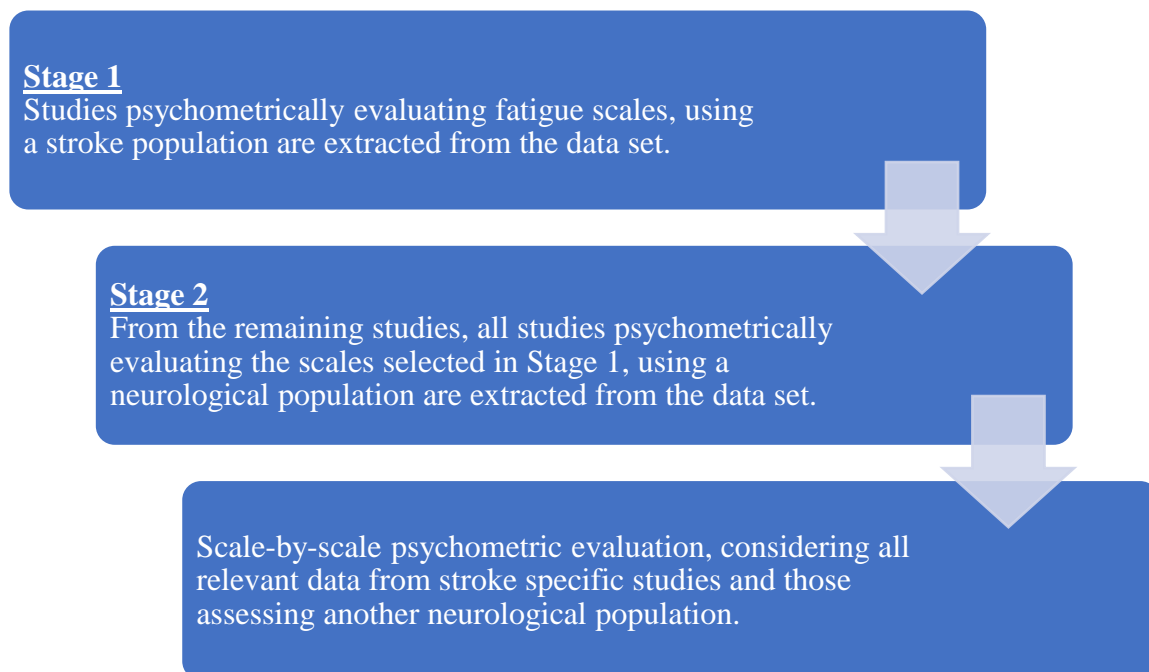 Stage 1
Studies psychometrically evaluating fatigue scales, using
a stroke population are extracted from the data set.
Stage 2
From the remaining studies, all studies psychometrically
evaluating the scales selected in Stage 1, using a
neurological population are extracted from the data set.
Scale-by-scale psychometric evaluation, considering all
relevant data from stroke specific studies and those
assessing another neurological population.